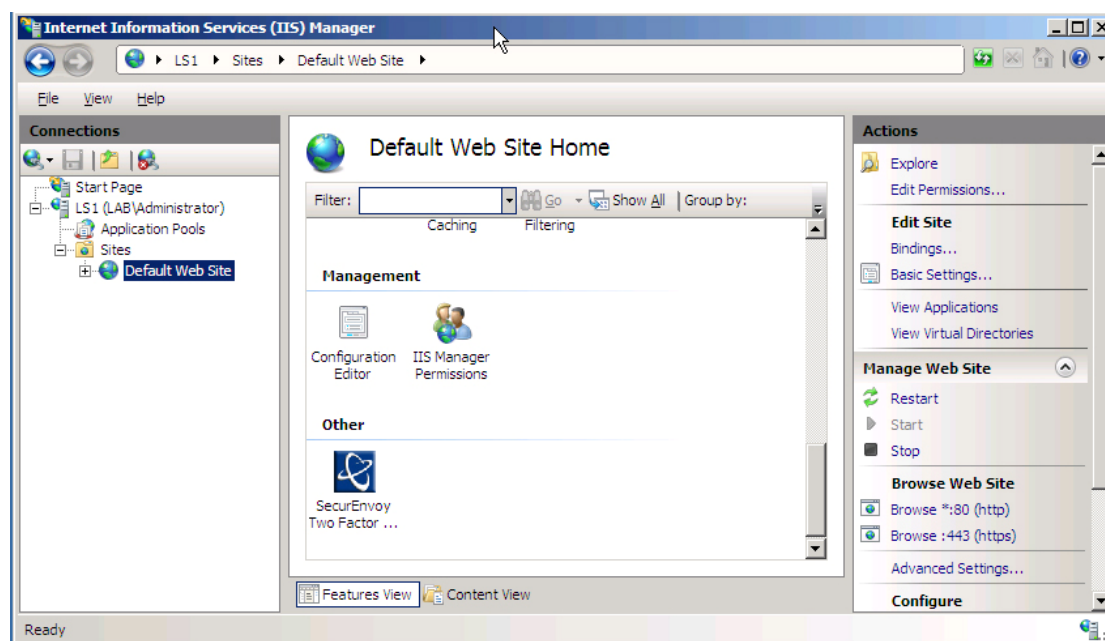 Internet Information Services (IIS) Manager
LS1 Sites Default Web Site
File View Help
Connections
Start Page
LS1 (LAB\Administrator)
Application Pools
Sites
Default Web Site
Default Web Site Home
Filter: Go Show All Group by:
Caching Filtering
Management
Configuration Editor
IIS Manager Permissions
Other
SecurEnvoy
Two Factor ...
Features View Content View
Actions
Explore
Edit Permissions...
Edit Site
Bindings...
Basic Settings...
View Applications
View Virtual Directories
Manage Web Site
Restart
Start
Stop
Browse Web Site
Browse *:80 (http)
Browse :443 (https)
Advanced Settings...
Configure
Ready